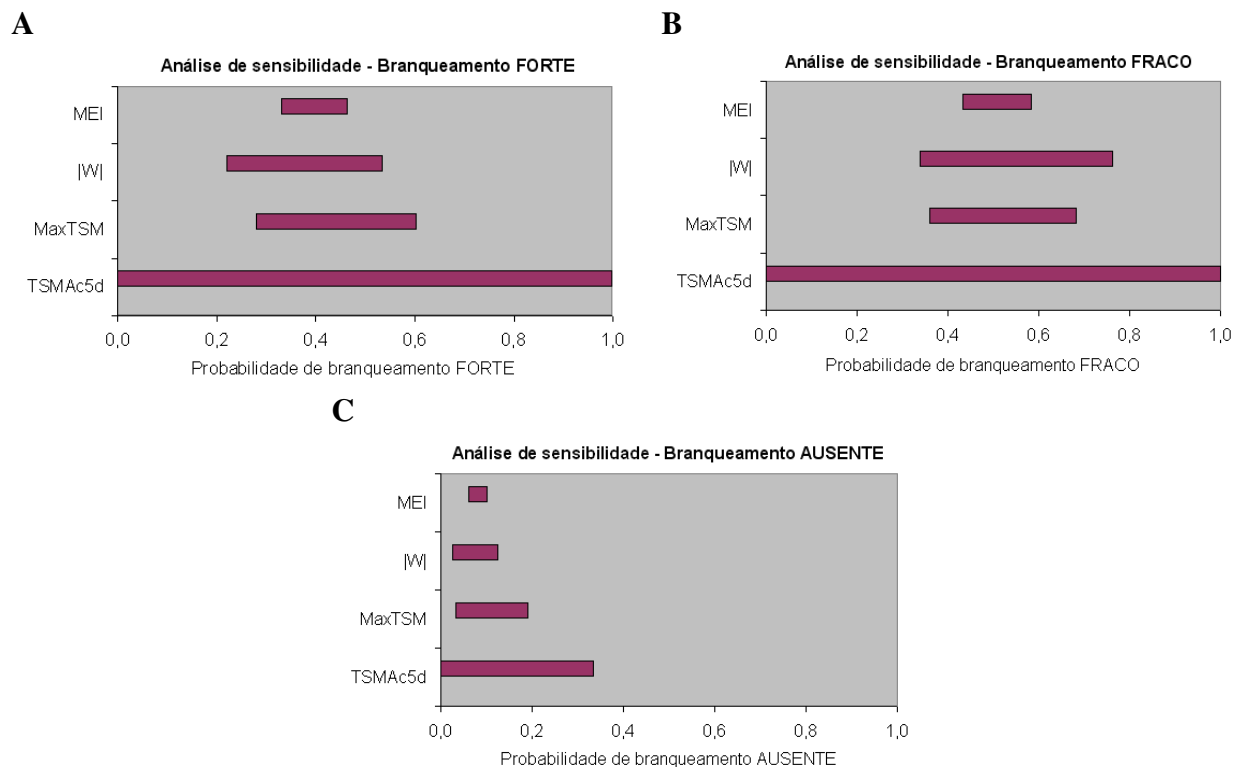 A
Análise de sensibilidade - Branqueamento FORTE
MEI
|W|
MaxTSM
TSMAc5d
0,0 0,2 0,4 0,6 0,8 1,0
Probabilidade de branqueamento FORTE
B
Análise de sensibilidade - Branqueamento FRACO
MEI
|W|
MaxTSM
TSMAc5d
0,0 0,2 0,4 0,6 0,8 1,0
Probabilidade de branqueamento FRACO
C
Análise de sensibilidade - Branqueamento AUSENTE
MEI
|W|
MaxTSM
TSMAc5d
0,0 0,2 0,4 0,6 0,8 1,0
Probabilidade de branqueamento AUSENTE